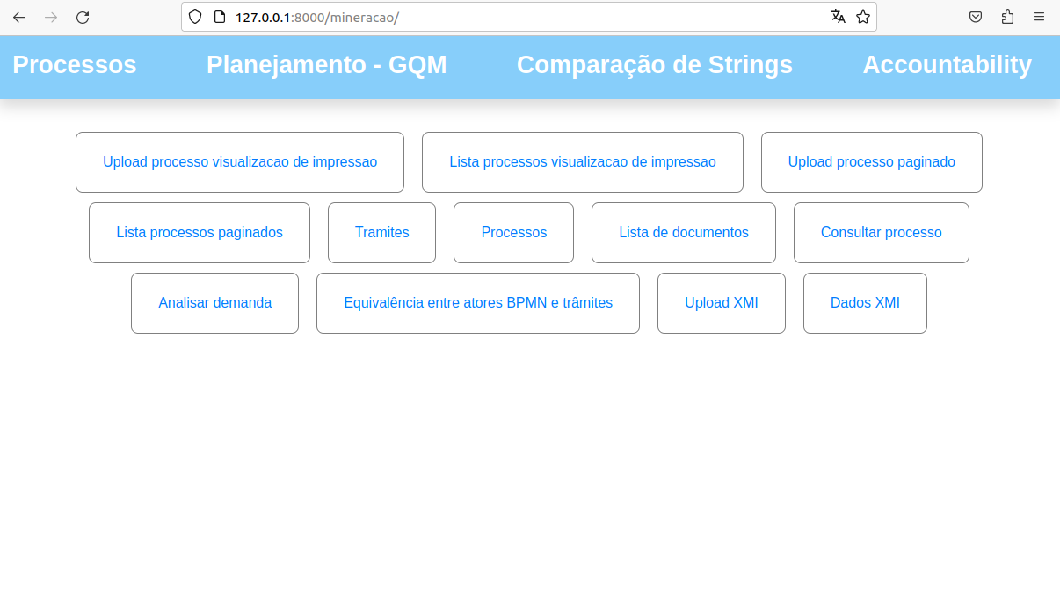 127.0.0.1:8000/mineracao/
Processos Planejamento - GQM Comparação de Strings Accountability
Upload processo visualizacao de impressao Lista processos visualizacao de impressao Upload processo paginado
Lista processos paginados Tramites Processos Lista de documentos Consultar processo
Analisar demanda Equivalência entre atores BPMN e trâmites Upload XMI Dados XMI